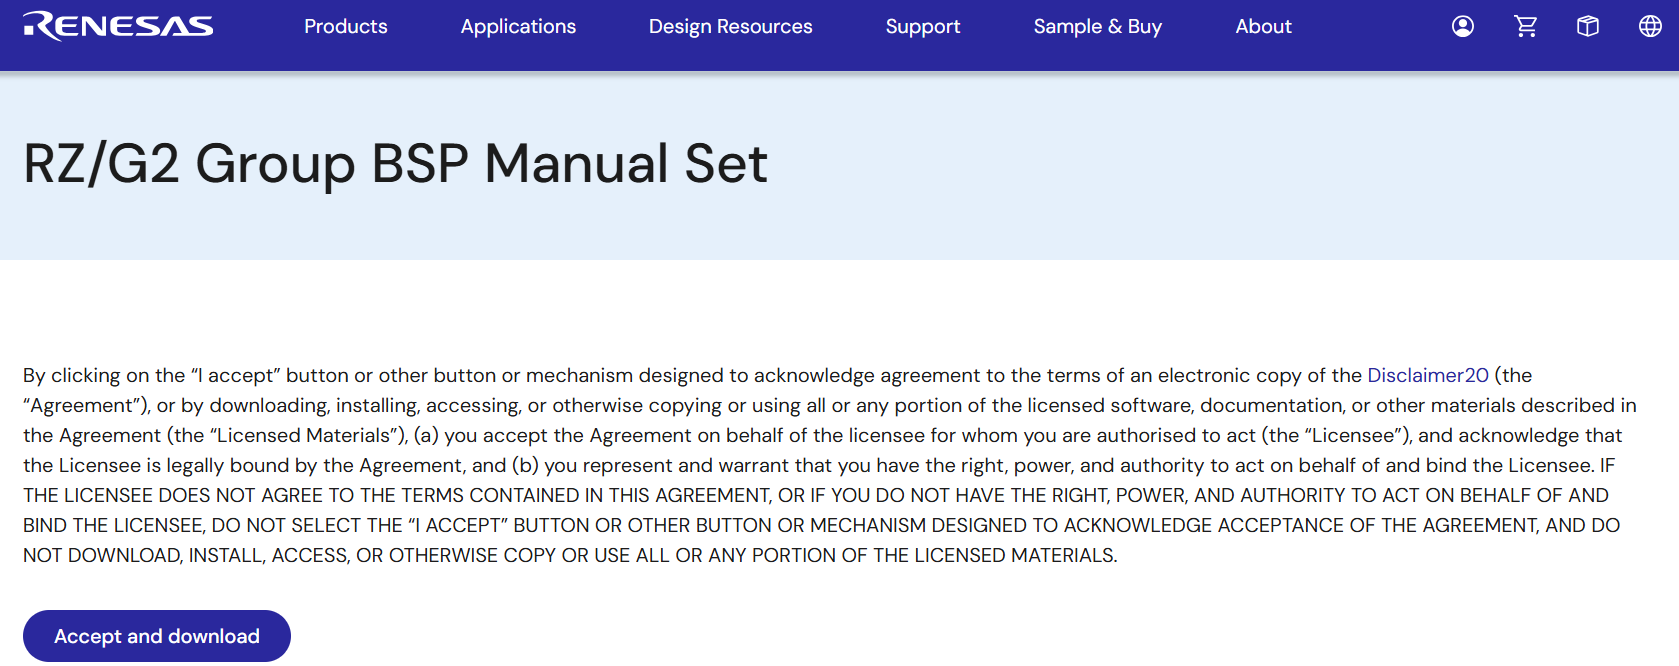 RENESAS
Products Applications Design Resources Support Sample & Buy About
RZ/G2 Group BSP Manual Set
By clicking on the “I accept” button or other button or mechanism designed to acknowledge agreement to the terms of an electronic copy of the Disclaimer20 (the
“Agreement”), or by downloading, installing, accessing, or otherwise copying or using all or any portion of the licensed software, documentation, or other materials described in
the Agreement (the “Licensed Materials”), (a) you accept the Agreement on behalf of the licensee for whom you are authorised to act (the “Licensee”), and acknowledge that
the Licensee is legally bound by the Agreement, and (b) you represent and warrant that you have the right, power, and authority to act on behalf of and bind the Licensee. IF
THE LICENSEE DOES NOT AGREE TO THE TERMS CONTAINED IN THIS AGREEMENT, OR IF YOU DO NOT HAVE THE RIGHT, POWER, AND AUTHORITY TO ACT ON BEHALF OF AND
BIND THE LICENSEE, DO NOT SELECT THE “I ACCEPT” BUTTON OR OTHER BUTTON OR MECHANISM DESIGNED TO ACKNOWLEDGE ACCEPTANCE OF THE AGREEMENT, AND DO
NOT DOWNLOAD, INSTALL, ACCESS, OR OTHERWISE COPY OR USE ALL OR ANY PORTION OF THE LICENSED MATERIALS.
Accept and download